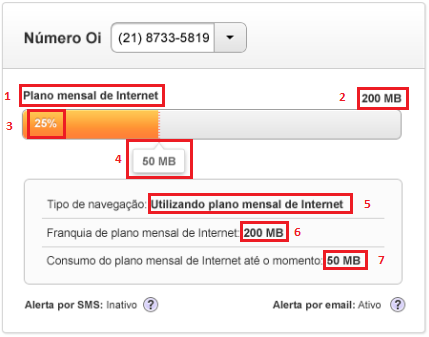 Número Oi (21) 8733-5819
1 Plano mensal de Internet 2 200 MB
3 25%
4 50 MB
Tipo de navegação: Utilizando plano mensal de Internet 5
Franquia de plano mensal de Internet: 200 MB 6
Consumo do plano mensal de Internet até o momento: 50 MB 7
Alerta por SMS: Inativo ? Alerta por email: Ativo ?